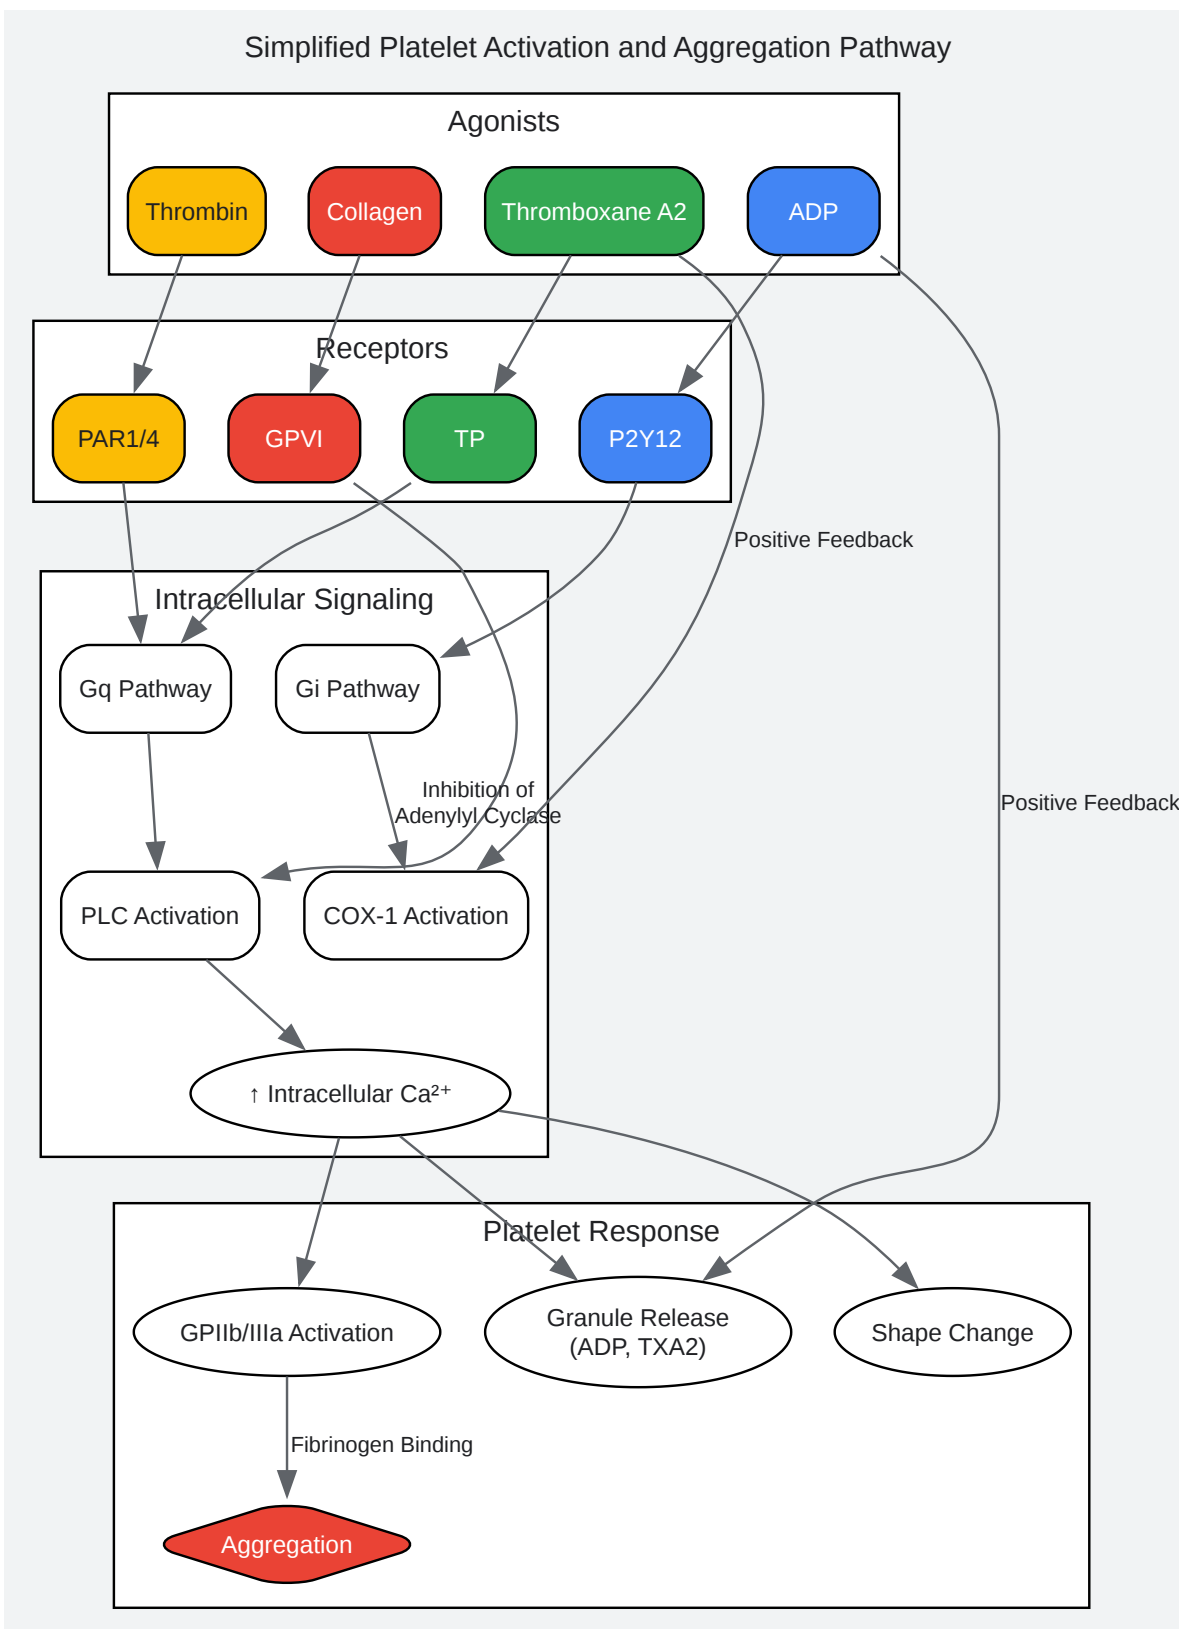 Simplified Platelet Activation and Aggregation Pathway
Agonists
Thrombin
Collagen
Thromboxane A2
ADP
Receptors
PAR1/4
GPVI
TP
P2Y12
Positive Feedback
Intracellular Signaling
Gq Pathway
Gi Pathway
Inhibition of
Adenylyl Cyclase
Positive Feedback
PLC Activation
COX-1 Activation
↑ Intracellular Ca²⁺
Platelet Response
GPIIb/IIIa Activation
Granule Release
(ADP, TXA2)
Shape Change
Fibrinogen Binding
Aggregation